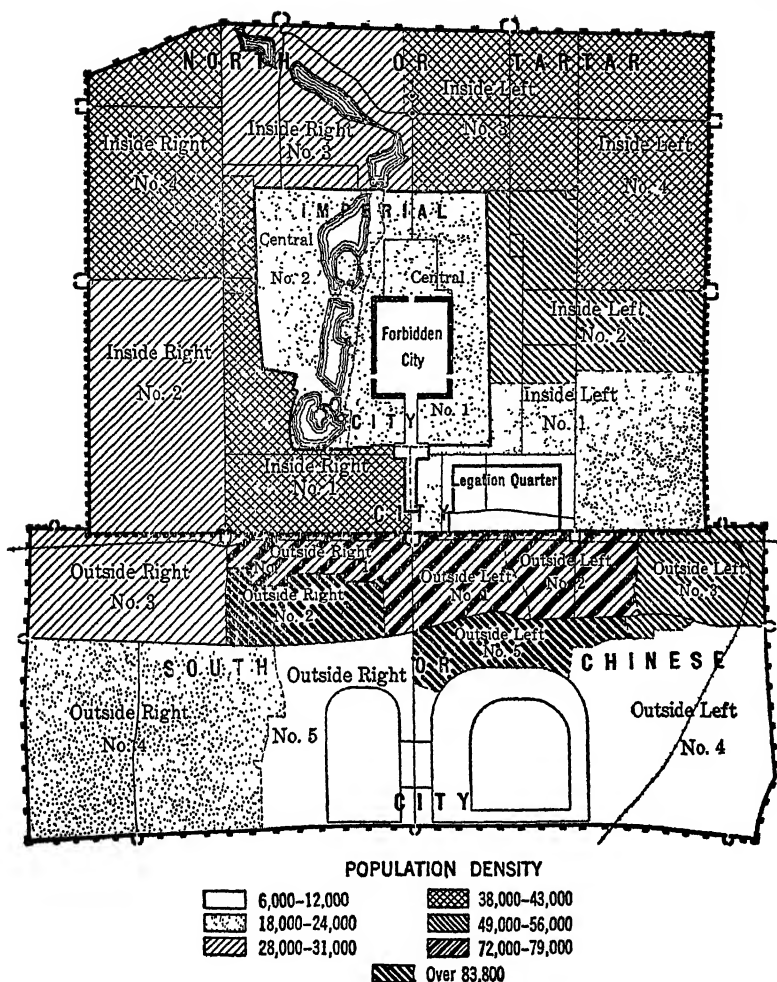 NORTH OR TARTAR
Inside Left
No. 3
Inside Right
No. 3
Inside Right
No. 4
Inside Left
No. 4
IMPERIAL
Central
No. 2
Central
No. 1
Forbidden
City
Inside Left
No. 2
Inside Right
No. 2
Inside Left
No. 1
CITY
Inside Right
No. 1
Legation Quarter
CITY
Outside Right
No. 1
Outside Right
No. 3
Outside Left
No. 1
Outside Left
No. 2
Outside Left
No. 3
Outside Right
No. 2
Outside Left
No. 5
SOUTH OR CHINESE
Outside Right
No. 5
Outside Right
No. 4
Outside Left
No. 4
CITY
POPULATION DENSITY
6,000–12,000
38,000–43,000
18,000–24,000
49,000–56,000
28,000–31,000
72,000–79,000
Over 83,800